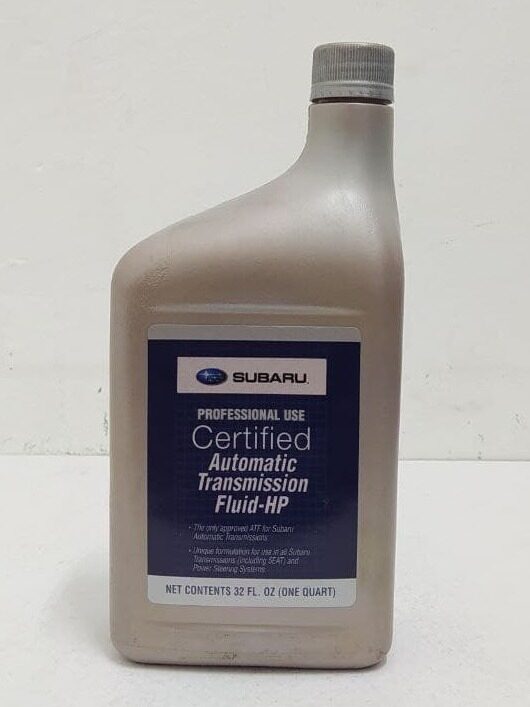 SUBARU.
PROFESSIONAL USE
Certified
Automatic
Transmission
Fluid-HP
• The only approved ATF for Subaru
Automatic Transmissions
• Unique formulation for use in all Subaru
Transmissions (including 5EAT) and
Power Steering Systems
NET CONTENTS 32 FL. OZ (ONE QUART)